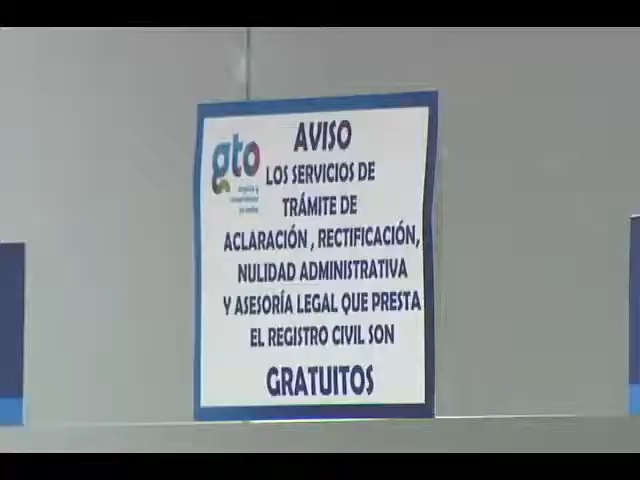 AVISO
gto
LOS SERVICIOS DE
TRÁMITE DE
ACLARACIÓN , RECTIFICACIÓN,
NULIDAD ADMINISTRATIVA
Y ASESORÍA LEGAL QUE PRESTA
EL REGISTRO CIVIL SON
GRATUITOS